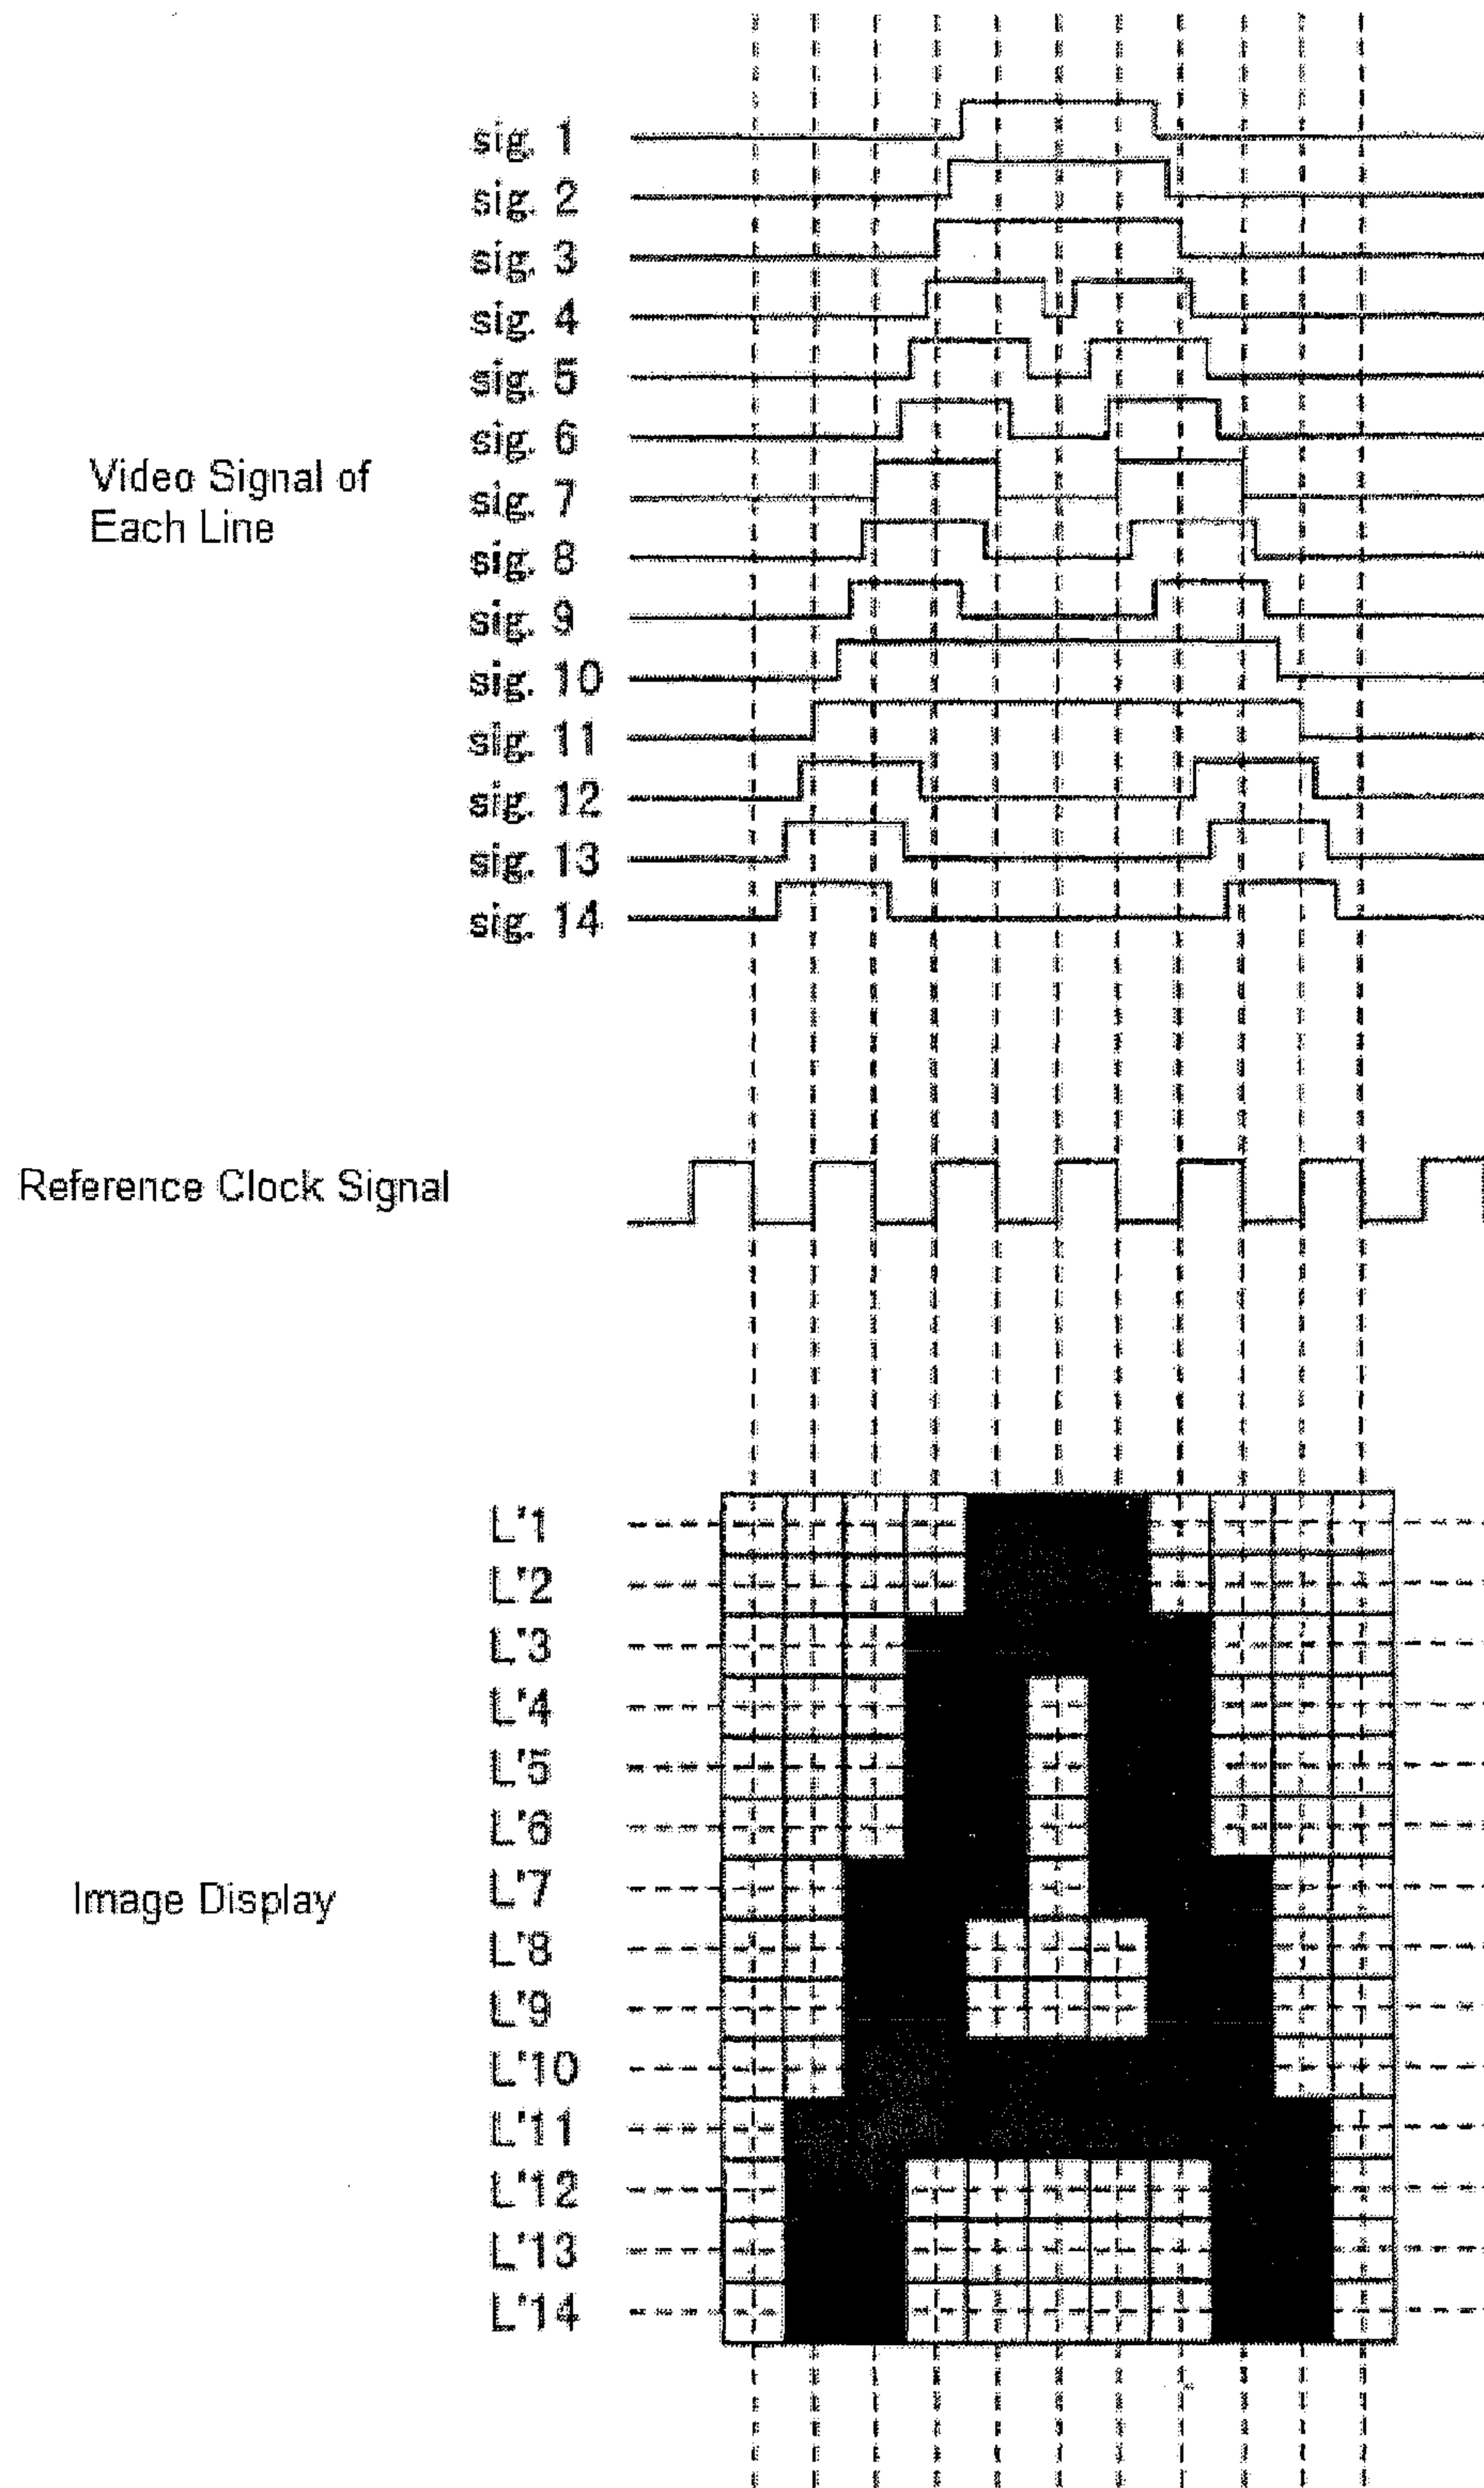 sig. 1
sig. 2
sig. 3
sig. 4
sig. 5
sig. 6
Video Signal of
Each Line
sig. 7
sig. 8
sig. 9
sig. 10
sig. 11
sig. 12
sig. 13
sig. 14
Reference Clock Signal
L'1
L'2
L'3
L'4
L'5
L'6
Image Display
L'7
L'8
L'9
L'10
L'11
L'12
L'13
L'14